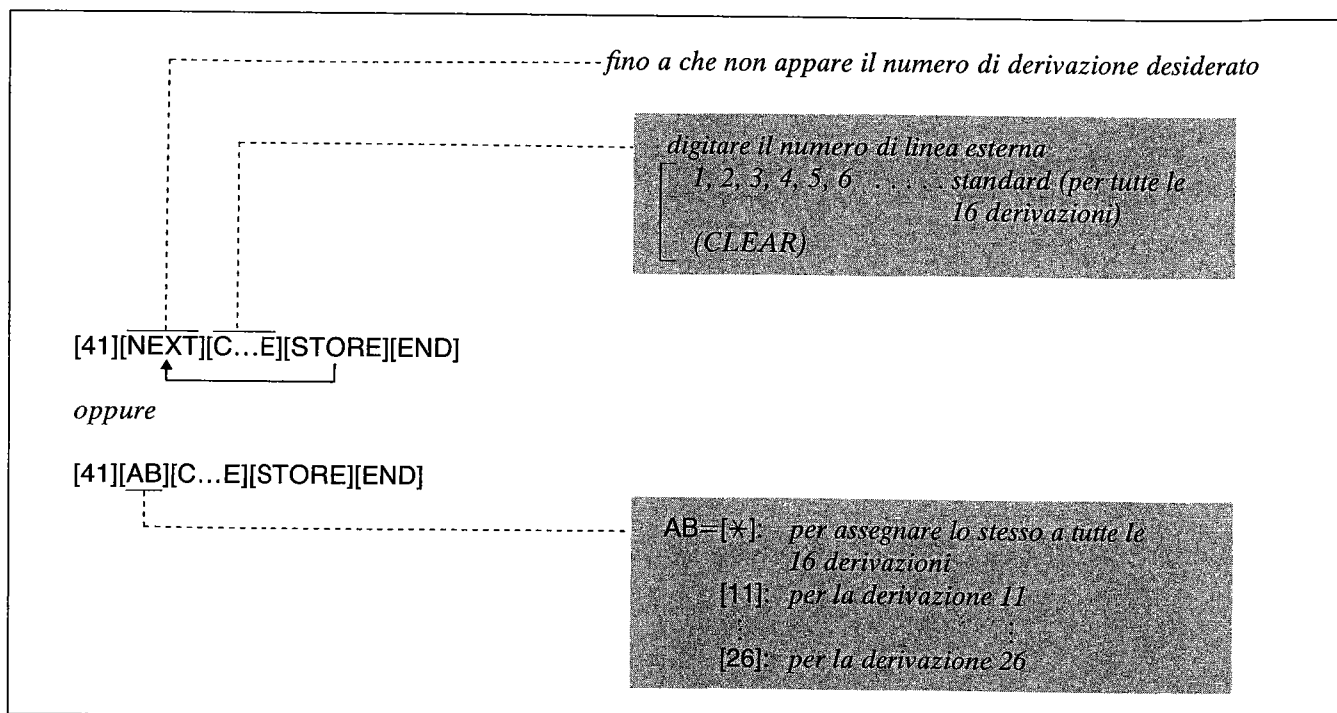 fino a che non appare il numero di derivazione desiderato
digitare il numero di linea esterna
1, 2, 3, 4, 5, 6 ..... standard (per tutte le
16 derivazioni)
(CLEAR)
[41][NEXT][C...E][STORE][END]
oppure
[41][AB][C...E][STORE][END]
AB=[*]: per assegnare lo stesso a tutte le
16 derivazioni
[11]: per la derivazione 11
[26]: per la derivazione 26